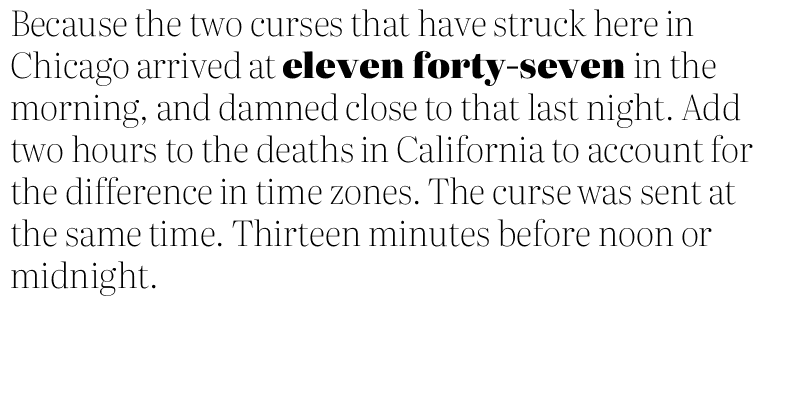 Because the two curses that have struck here in
Chicago arrived at eleven forty-seven in the
morning, and damned close to that last night. Add
two hours to the deaths in California to account for
the difference in time zones. The curse was sent at
the same time. Thirteen minutes before noon or
midnight.